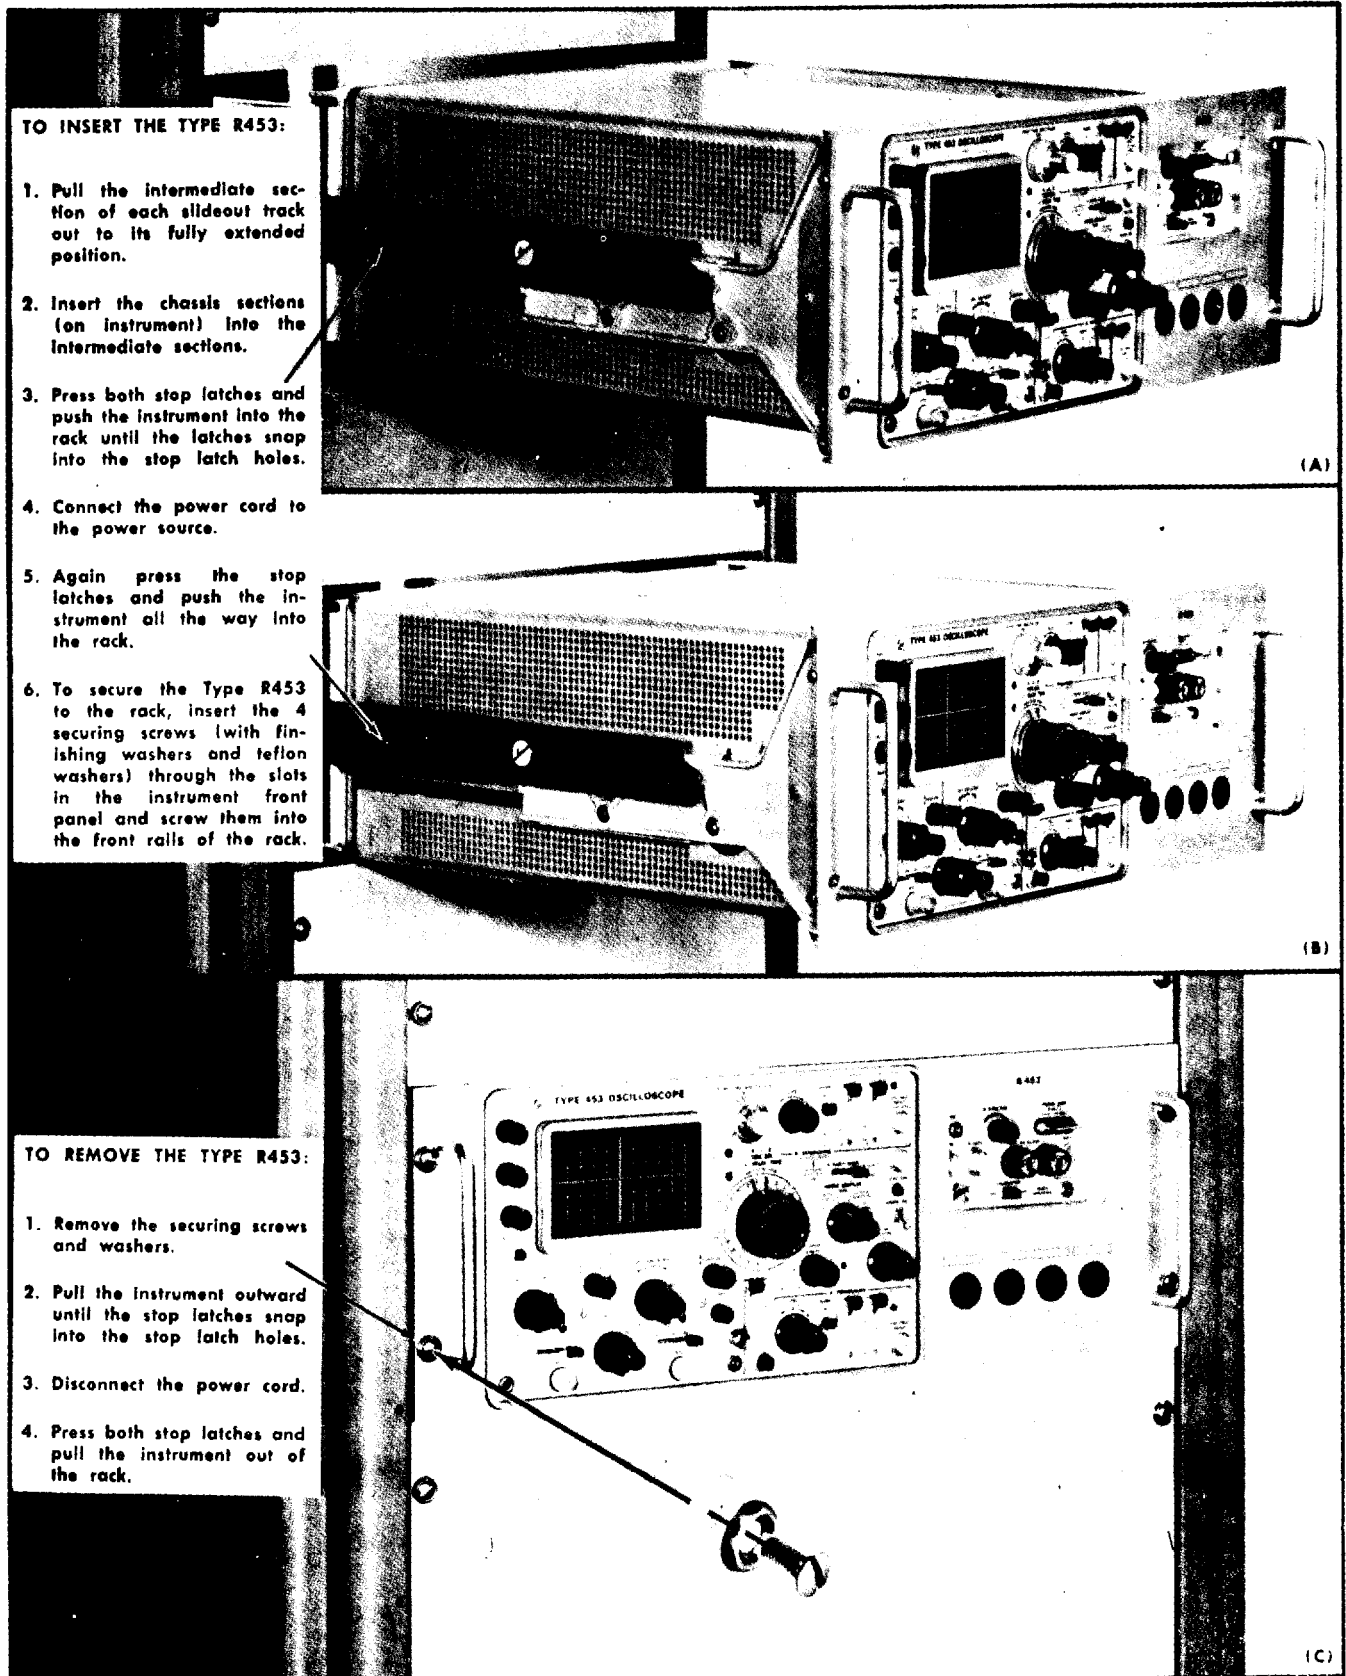 TO INSERT THE TYPE R453:
1. Pull the intermediate sec-
tion of each slideout track
out to its fully extended
position.
2. Insert the chassis sections
(on instrument) into the
intermediate sections.
3. Press both stop latches and
push the instrument into the
rack until the latches snap
into the stop latch holes.
4. Connect the power cord to
the power source.
5. Again press the stop
latches and push the in-
strument all the way into
the rack.
6. To secure the Type R453
to the rack, insert the 4
securing screws (with fin-
ishing washers and teflon
washers) through the slots
in the instrument front
panel and screw them into
the front rails of the rack.
TYPE 453 OSCILLOSCOPE
(A)
TYPE 453 OSCILLOSCOPE
(B)
TO REMOVE THE TYPE R453:
1. Remove the securing screws
and washers.
2. Pull the instrument outward
until the stop latches snap
into the stop latch holes.
3. Disconnect the power cord.
4. Press both stop latches and
pull the instrument out of
the rack.
TYPE 453 OSCILLOSCOPE
(C)